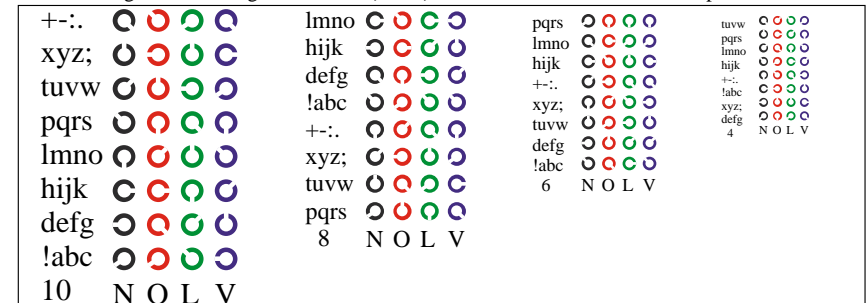 +-:.
xyz;
tuvw
pqrs
lmno
hijk
defg
!abc
10 N O L V
lmno
hijk
defg
!abc
+-:.
xyz;
tuvw
pqrs
8 N O L V
pqrs
lmno
hijk
+-:.
xyz;
tuvw
defg
!abc
6 N O L V
tuvw
pqrs
lmno
hijk
+-:.
!abc
xyz;
defg
4 N O L V